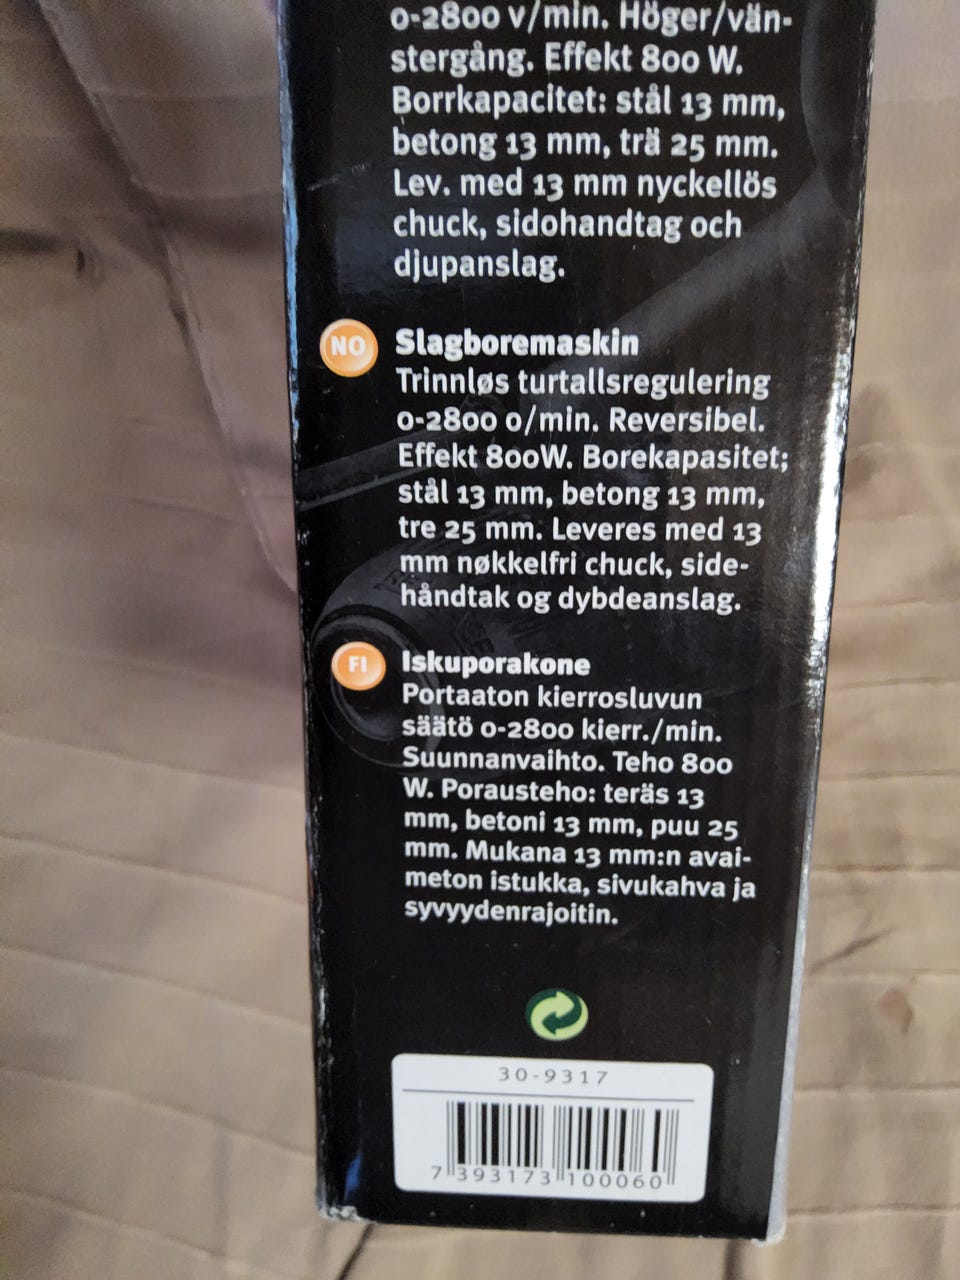 0-2800 v/min. Höger/vän-
stergång. Effekt 800 W.
Borrkapacitet: stål 13 mm,
betong 13 mm, trä 25 mm.
Lev. med 13 mm nyckellös
chuck, sidohandtag och
djupanslag.
NO
Slagboremaskin
Trinnløs turtallsregulering
0-2800 o/min. Reversibel.
Effekt 800W. Borekapasitet;
stål 13 mm, betong 13 mm,
tre 25 mm. Leveres med 13
mm nøkkelfri chuck, side-
håndtak og dybdeanslag.
FI
Iskuporakone
Portaaton kierrosluvun
säätö 0-2800 kierr./min.
Suunnanvaihto. Teho 800
W. Porausteho: teräs 13
mm, betoni 13 mm, puu 25
mm. Mukana 13 mm:n avai-
meton istukka, sivukahva ja
syvyydenrajoitin.
30-9317
7 393173 100060